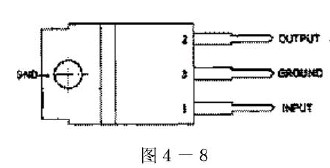 2 OUTPUT
GND 3 GROUND
1 INPUT
图 4－8